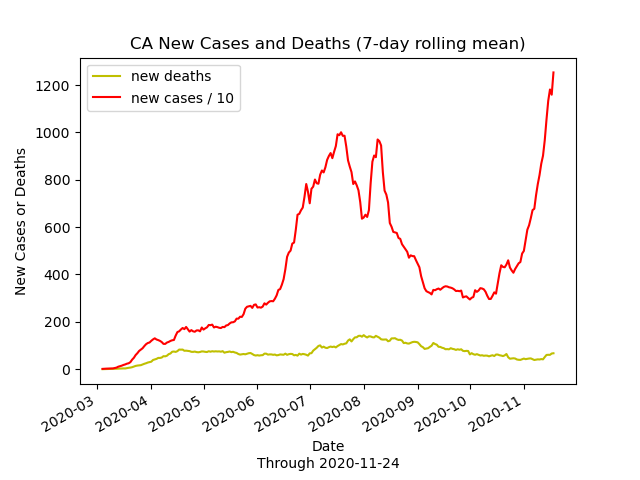 CA New Cases and Deaths (7-day rolling mean)
new deaths
new cases / 10
New Cases or Deaths
1200
1000
800
600
400
200
0
2020-03
2020-04
2020-05
2020-06
2020-07
2020-08
2020-09
2020-10
2020-11
Date
Through 2020-11-24